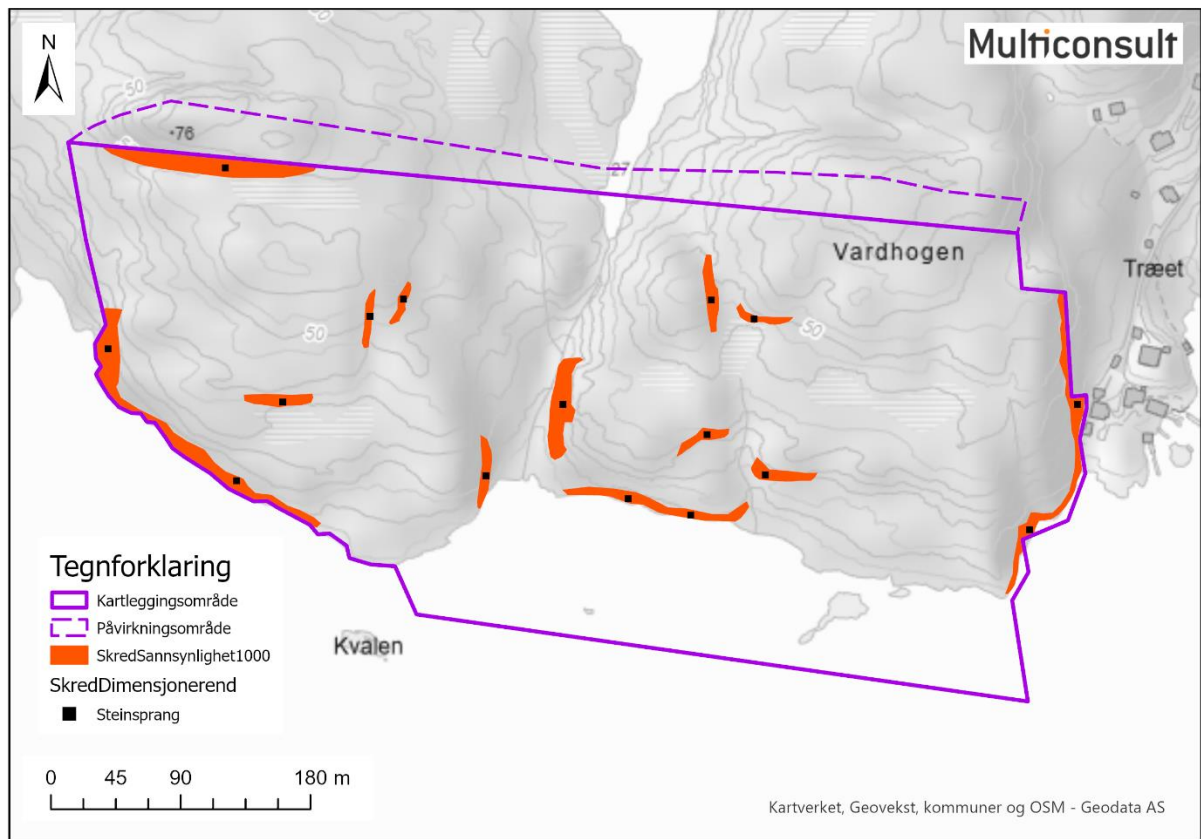 N
Multiconsult
50
•76
27
Vardhogen
Træet
50
50
Kvalen
Tegnforklaring
Kartleggingsområde
Påvirkningsområde
SkredSannsynlighet1000
SkredDimensjonerend
Steinsprang
0 45 90 180 m
Kartverket, Geovekst, kommuner og OSM - Geodata AS